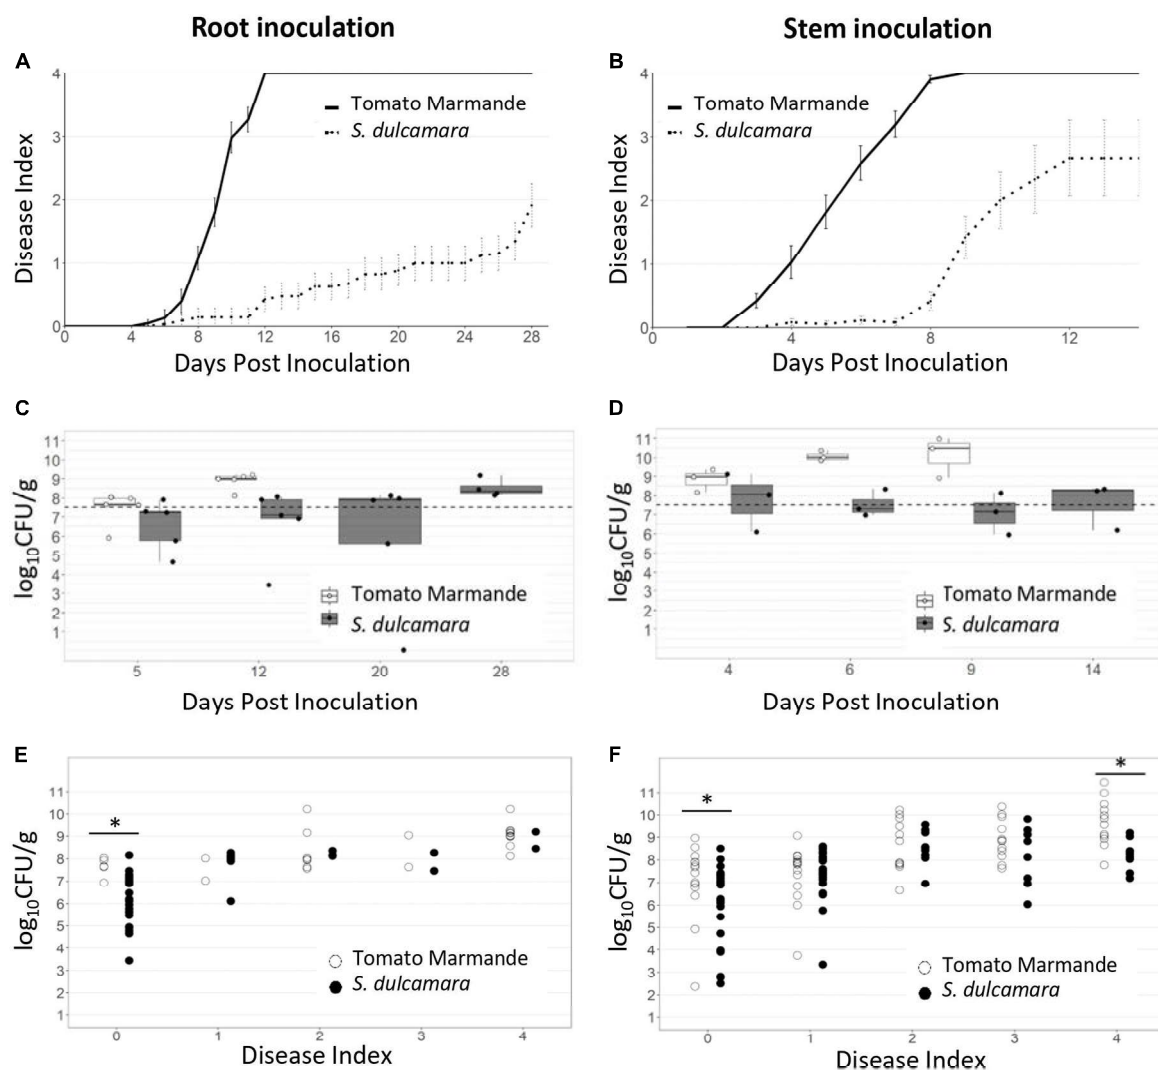 Root inoculation
Stem inoculation
A
4
3
2
1
0
Disease Index
Tomato Marmande
S. dulcamara
0 4 8 12 16 20 24 28
Days Post Inoculation
B
4
3
2
1
0
Disease Index
Tomato Marmande
S. dulcamara
0 4 8 12
Days Post Inoculation
C
11
10
9
8
7
6
5
4
3
2
1
log10CFU/g
Tomato Marmande
S. dulcamara
5 12 20 28
Days Post Inoculation
D
11
10
9
8
7
6
5
4
3
2
1
log10CFU/g
Tomato Marmande
S. dulcamara
4 6 9 14
Days Post Inoculation
E
11
10
9
8
7
6
5
4
3
2
1
log10CFU/g
*
Tomato Marmande
S. dulcamara
0 1 2 3 4
Disease Index
F
11
10
9
8
7
6
5
4
3
2
1
log10CFU/g
*
*
Tomato Marmande
S. dulcamara
0 1 2 3 4
Disease Index